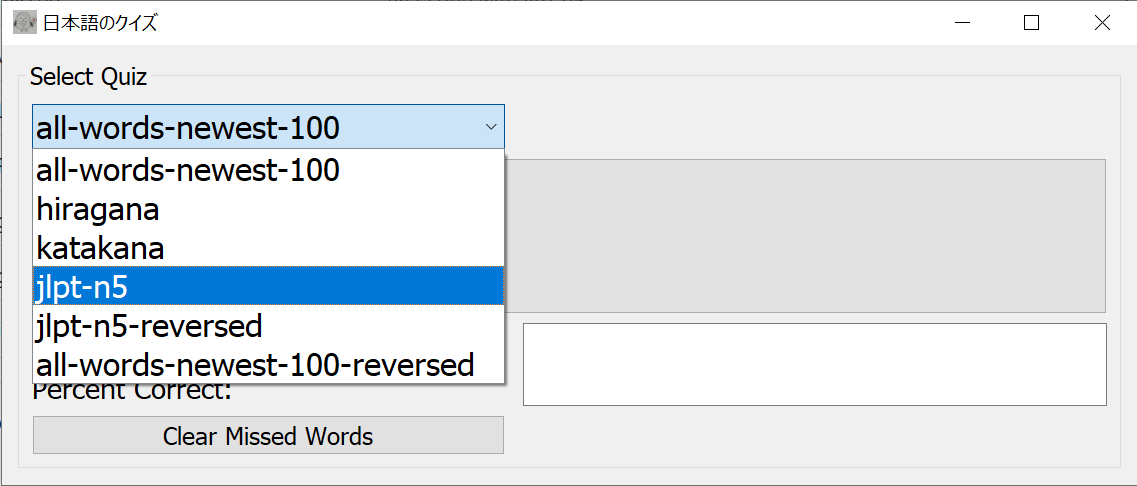 日本語のクイズ
Select Quiz
all-words-newest-100
all-words-newest-100
hiragana
katakana
jlpt-n5
jlpt-n5-reversed
all-words-newest-100-reversed
Percent Correct:
Clear Missed Words